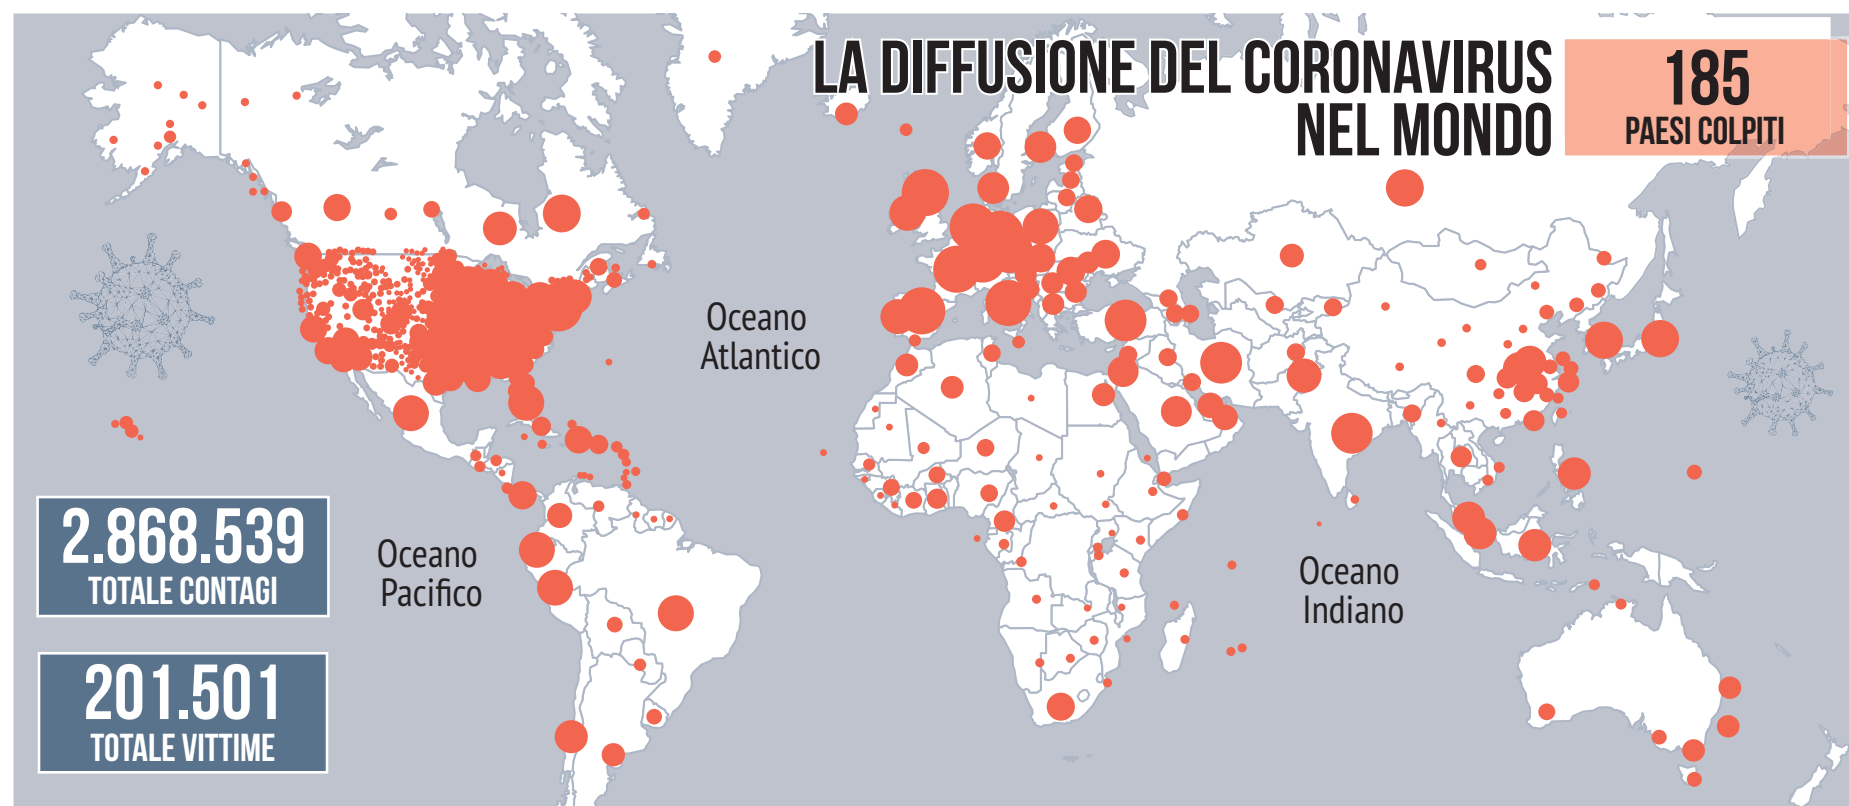 LA DIFFUSIONE DEL CORONAVIRUS
NEL MONDO
185
PAESI COLPITI
Oceano
Atlantico
2.868.539
TOTALE CONTAGI
Oceano
Pacifico
Oceano
Indiano
201.501
TOTALE VITTIME